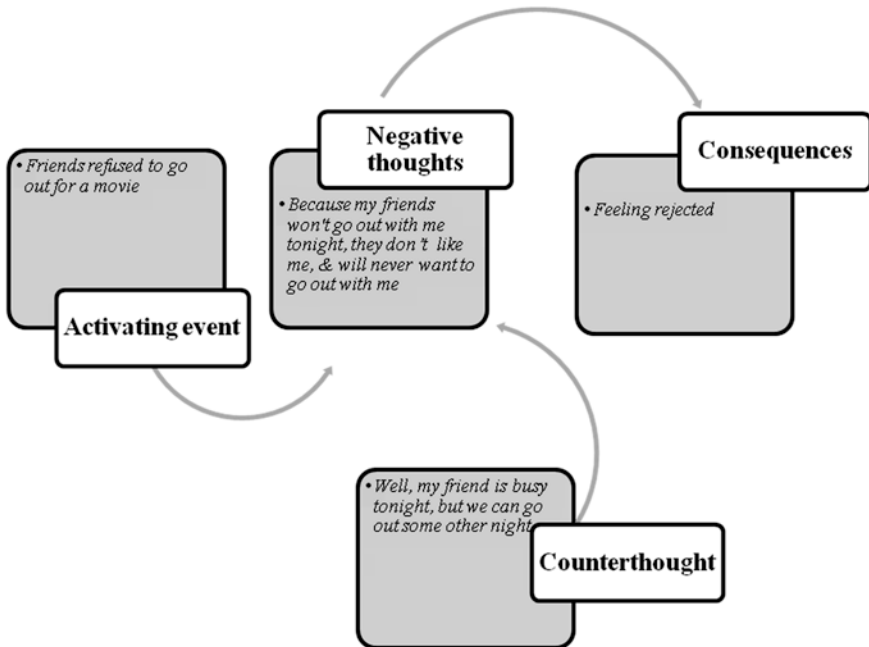 • Friends refused to go
out for a movie
Activating event
Negative
thoughts
• Because my friends
won't go out with me
tonight, they don't like
me, & will never want to
go out with me
Consequences
• Feeling rejected
• Well, my friend is busy
tonight, but we can go
out some other night
Counterthought